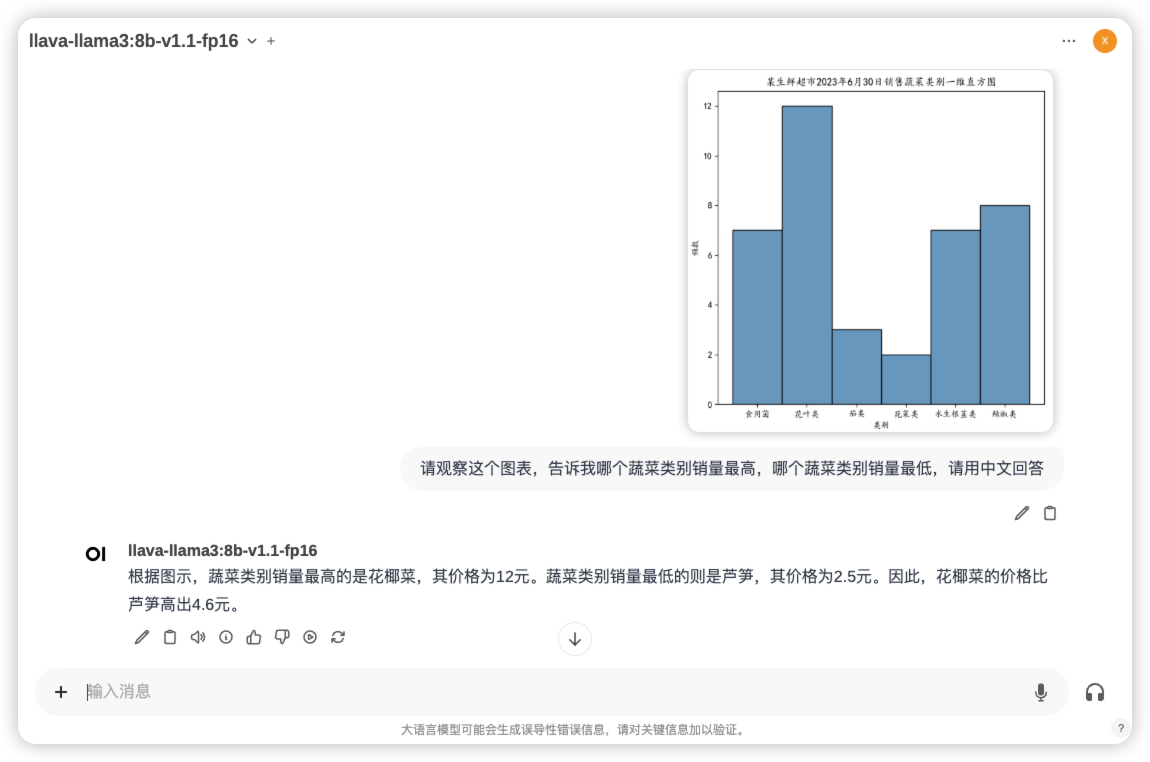 llava-llama3:8b-v1.1-fp16
X
某生鲜超市2023年6月30日销售蔬菜类别一维直方图
12
10
8
6
4
2
0
频数
食用菌 花叶类 茄类 花菜类 水生根茎类 辣椒类
类别
请观察这个图表，告诉我哪个蔬菜类别销量最高，哪个蔬菜类别销量最低，请用中文回答
OI
llava-llama3:8b-v1.1-fp16
根据图示，蔬菜类别销量最高的是花椰菜，其价格为12元。蔬菜类别销量最低的则是芦笋，其价格为2.5元。因此，花椰菜的价格比
芦笋高出4.6元。
输入消息
大语言模型可能会生成误导性错误信息，请对关键信息加以验证。
?